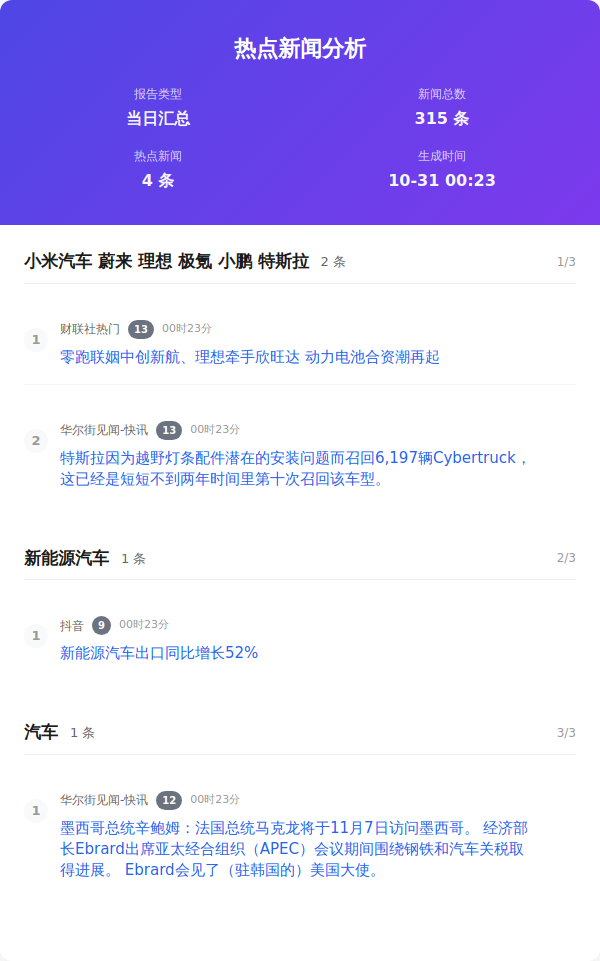 热点新闻分析
报告类型
当日汇总
新闻总数
315 条
热点新闻
4 条
生成时间
10-31 00:23
小米汽车 蔚来 理想 极氪 小鹏 特斯拉 2 条 1/3
1
财联社热门 13 00时23分
零跑联姻中创新航、理想牵手欣旺达 动力电池合资潮再起
2
华尔街见闻-快讯 13 00时23分
特斯拉因为越野灯条配件潜在的安装问题而召回6,197辆Cybertruck，
这已经是短短不到两年时间里第十次召回该车型。
新能源汽车 1 条 2/3
1
抖音 9 00时23分
新能源汽车出口同比增长52%
汽车 1 条 3/3
1
华尔街见闻-快讯 12 00时23分
墨西哥总统辛鲍姆：法国总统马克龙将于11月7日访问墨西哥。 经济部
长Ebrard出席亚太经合组织（APEC）会议期间围绕钢铁和汽车关税取
得进展。 Ebrard会见了（驻韩国的）美国大使。